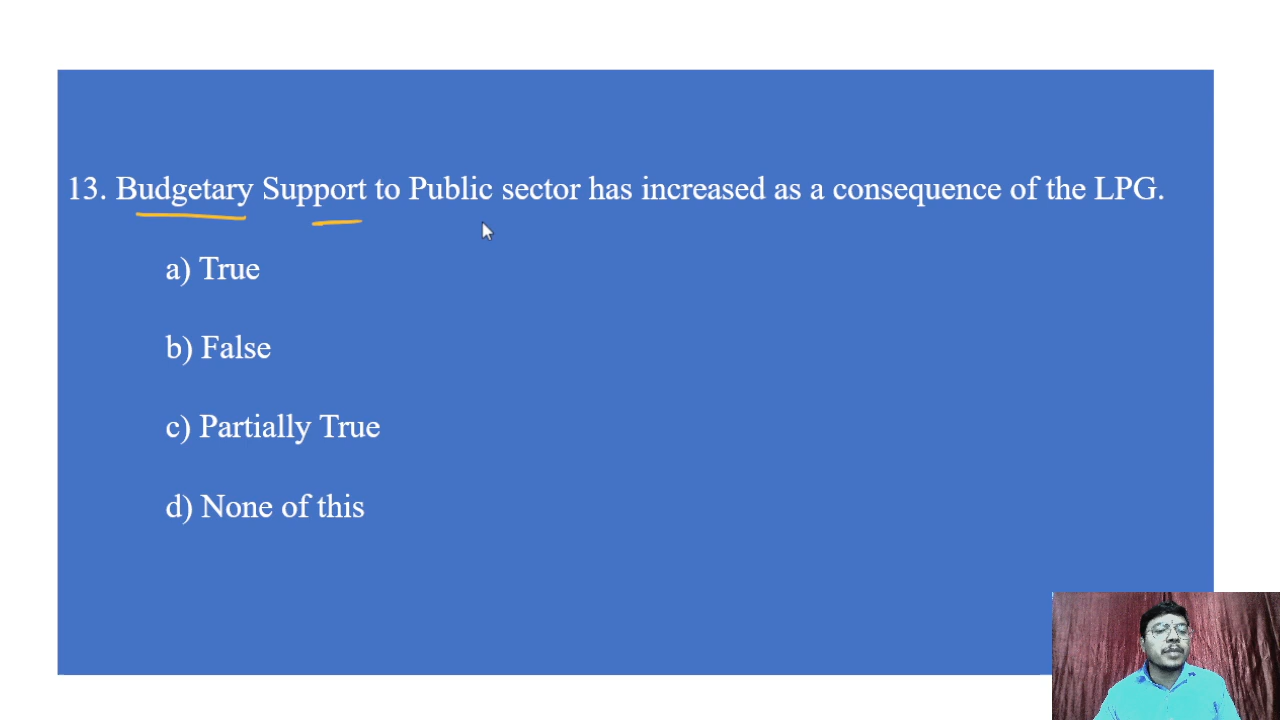 13. Budgetary Support to Public sector has increased as a consequence of the LPG.
a) True
b) False
c) Partially True
d) None of this